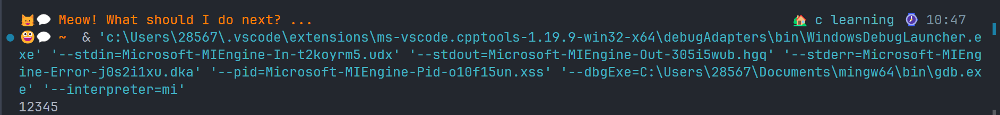 Meow! What should I do next? ... c learning 10:47
~ & 'c:\Users\28567\.vscode\extensions\ms-vscode.cpptools-1.19.9-win32-x64\debugAdapters\bin\WindowsDebugLauncher.e
xe' '--stdin=Microsoft-MIEngine-In-t2koyrm5.udx' '--stdout=Microsoft-MIEngine-Out-305i5wub.hgq' '--stderr=Microsoft-MIEng
ine-Error-j0s2i1xu.dka' '--pid=Microsoft-MIEngine-Pid-o10f15un.xss' '--dbgExe=C:\Users\28567\Documents\mingw64\bin\gdb.ex
e' '--interpreter=mi'
12345